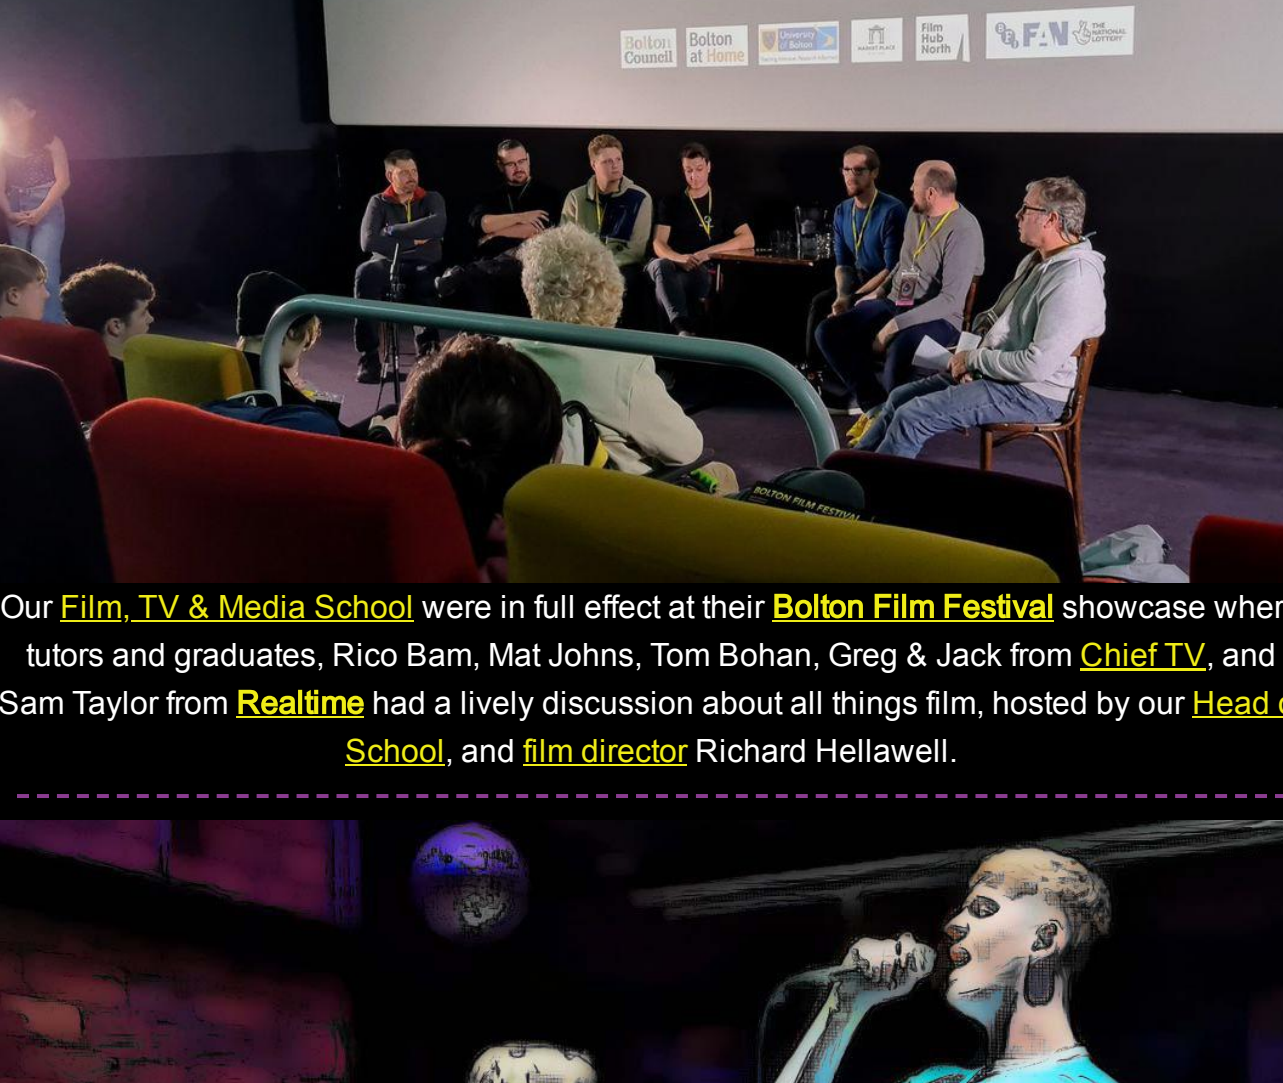 Bolton
Council
Bolton
at Home
University
of Bolton
MARKET PLACE
Film
Hub
North
BFI FAN
THE
NATIONAL
LOTTERY
BOLTON FILM FESTIVAL
Our Film, TV & Media School were in full effect at their Bolton Film Festival showcase wher
tutors and graduates, Rico Bam, Mat Johns, Tom Bohan, Greg & Jack from Chief TV, and
Sam Taylor from Realtime had a lively discussion about all things film, hosted by our Head o
School, and film director Richard Hellawell.